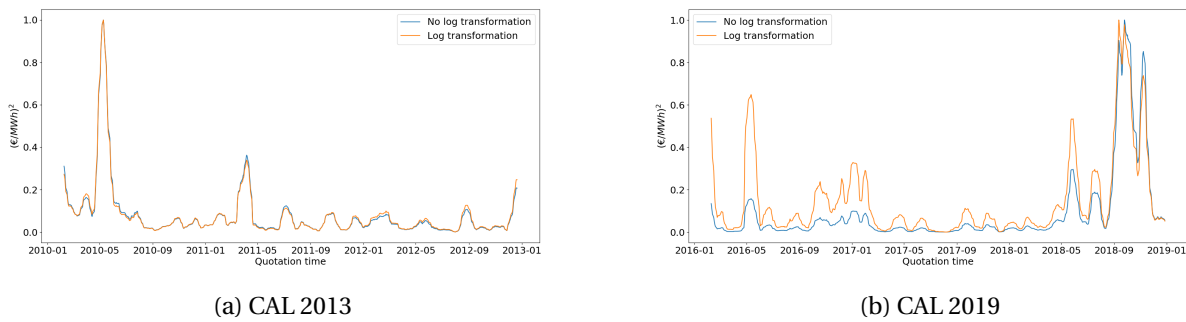 No log transformation
Log transformation
(€/MWh)²
1.0
0.8
0.6
0.4
0.2
0.0
2010-01 2010-05 2010-09 2011-01 2011-05 2011-09 2012-01 2012-05 2012-09 2013-01
Quotation time
(a) CAL 2013
No log transformation
Log transformation
(€/MWh)²
1.0
0.8
0.6
0.4
0.2
0.0
2016-01 2016-05 2016-09 2017-01 2017-05 2017-09 2018-01 2018-05 2018-09 2019-01
Quotation time
(b) CAL 2019